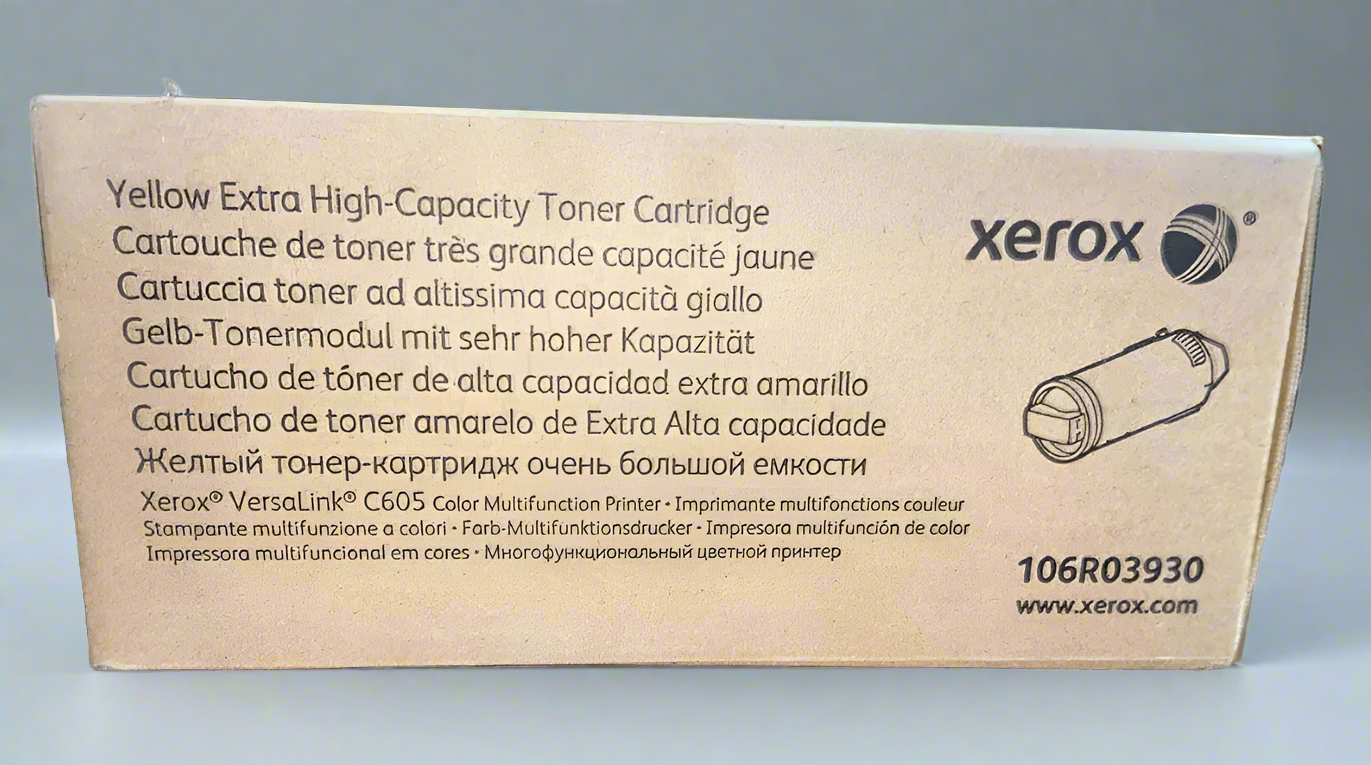 Yellow Extra High-Capacity Toner Cartridge
Cartouche de toner très grande capacité jaune
Cartuccia toner ad altissima capacità giallo
Gelb-Tonermodul mit sehr hoher Kapazität
Cartucho de tóner de alta capacidad extra amarillo
Cartucho de toner amarelo de Extra Alta capacidade
Желтый тонер-картридж очень большой емкости
Xerox® VersaLink® C605 Color Multifunction Printer • Imprimante multifonctions couleur
Stampante multifunzione a colori • Farb-Multifunktionsdrucker • Impresora multifunción de color
Impressora multifuncional em cores • Многофункциональный цветной принтер
xerox ®
106R03930
www.xerox.com